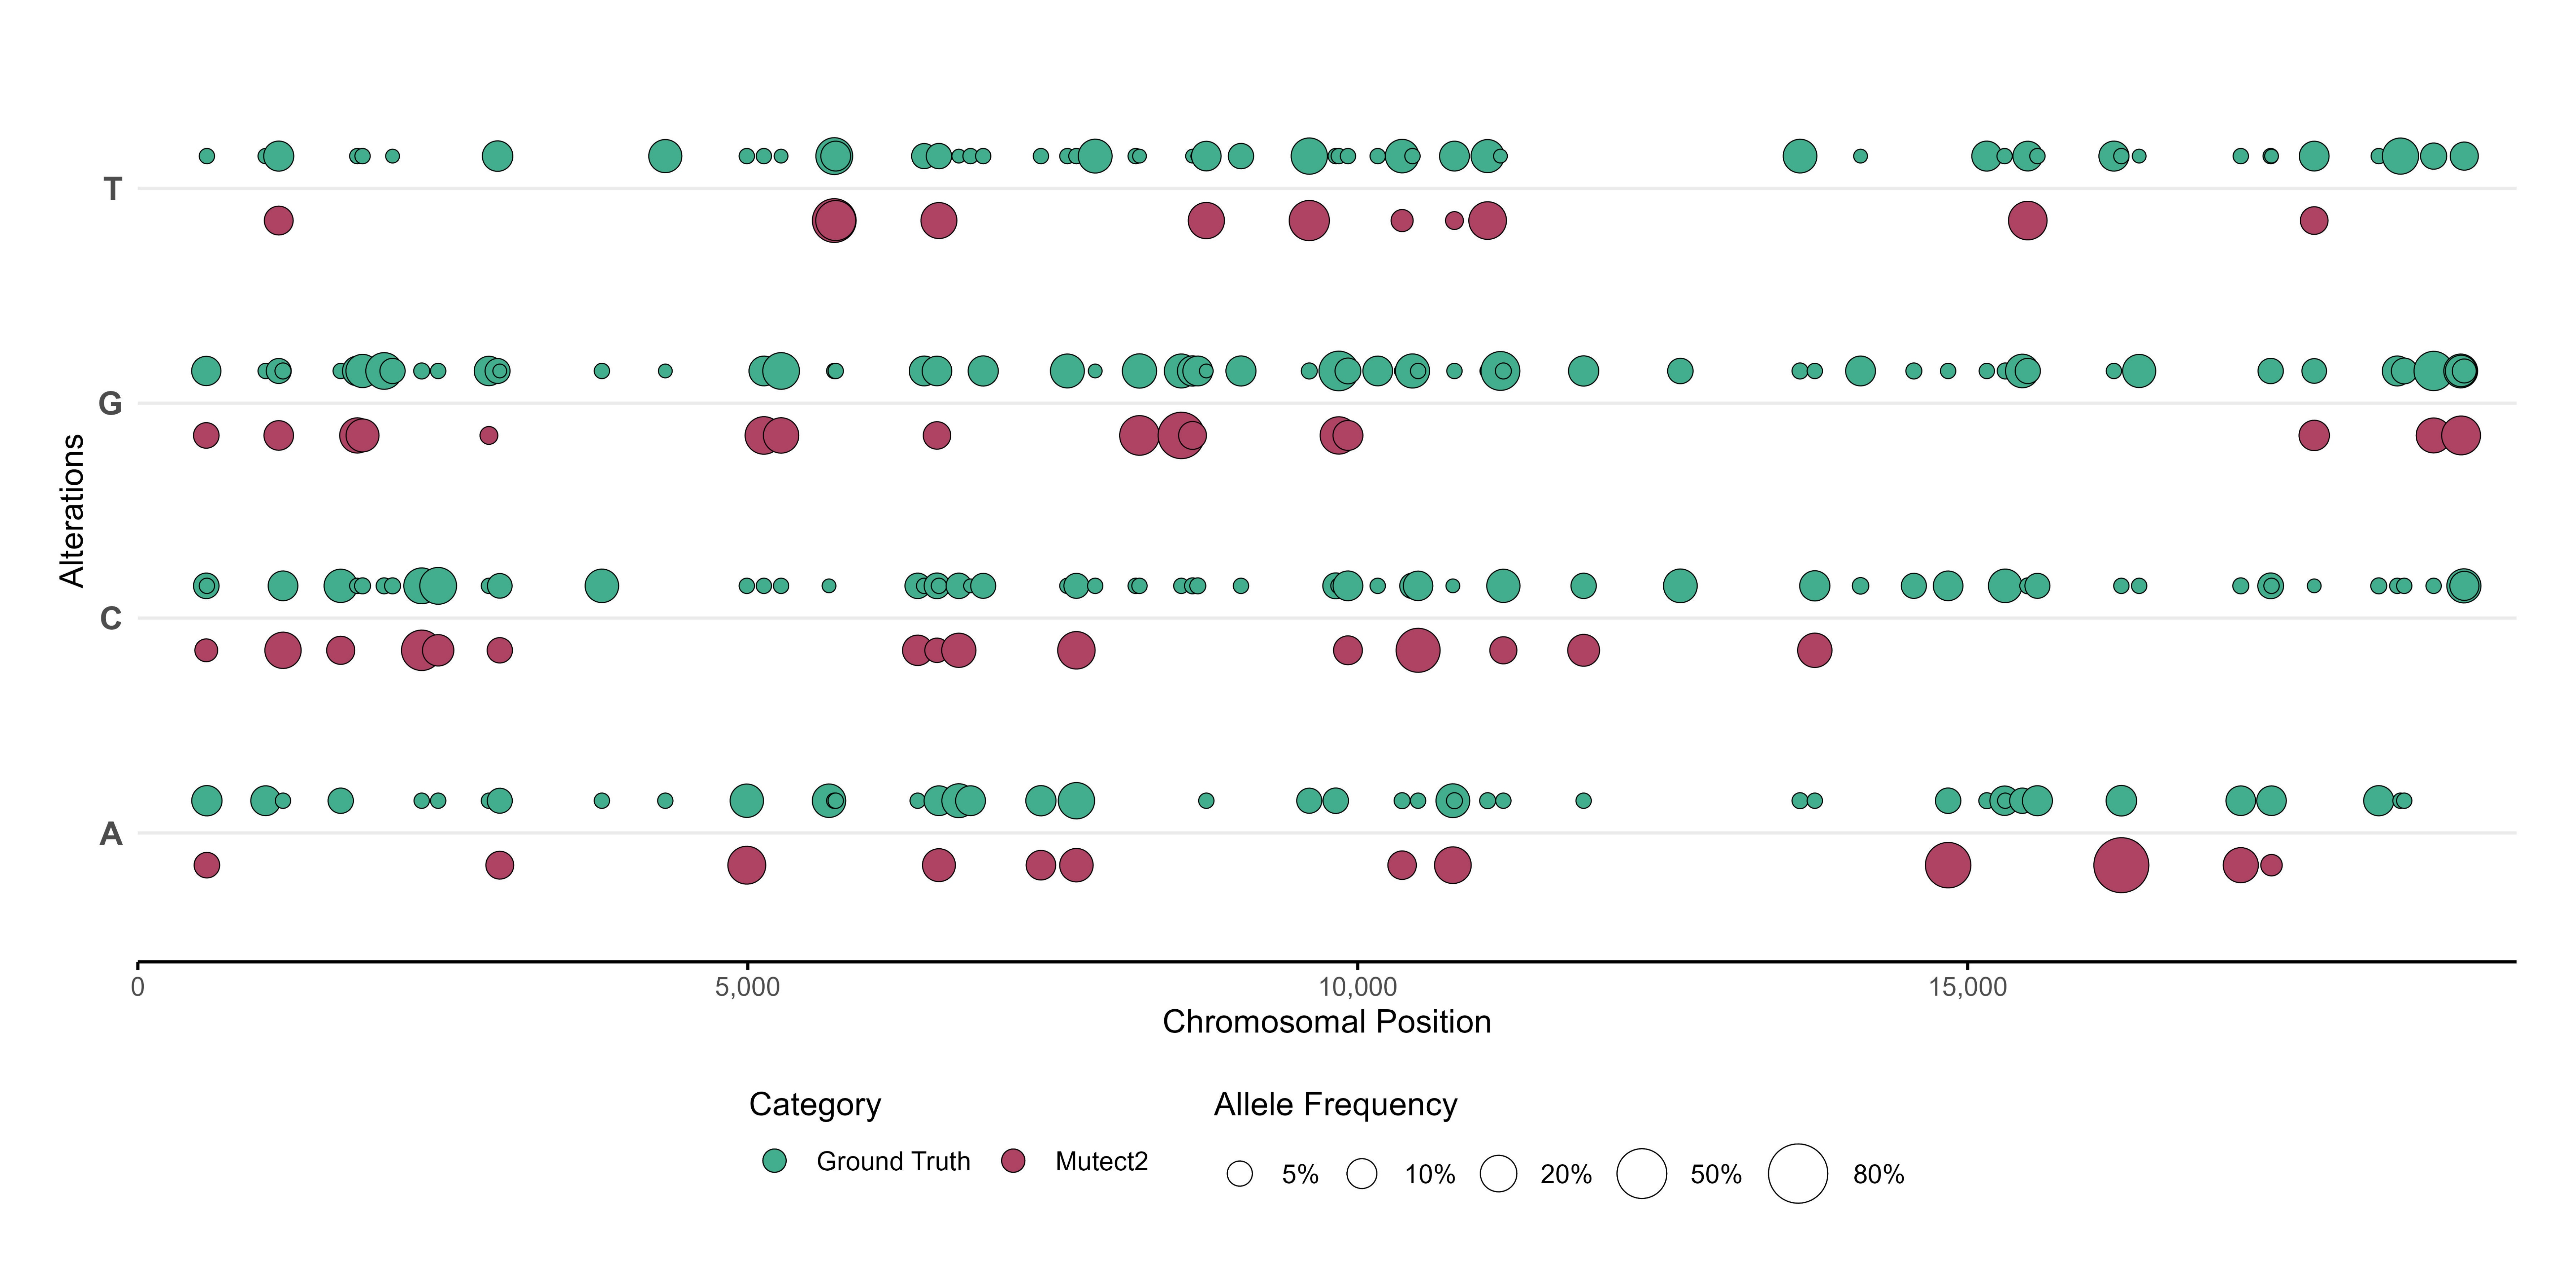 T
G
C
A
Alterations
0 5,000 10,000 15,000
Chromosomal Position
Category Allele Frequency
Ground Truth Mutect2 5% 10% 20% 50% 80%